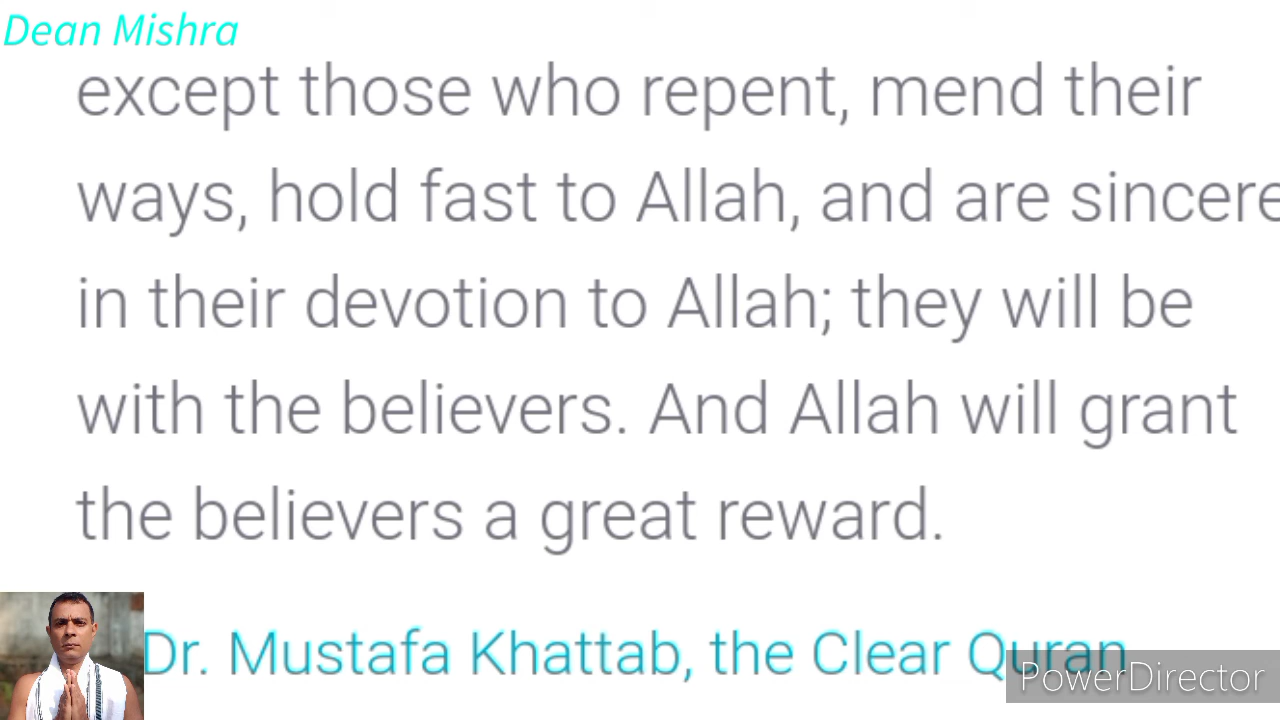 Dean Mishra
except those who repent, mend their
ways, hold fast to Allah, and are sincere
in their devotion to Allah; they will be
with the believers. And Allah will grant
the believers a great reward.
Dr. Mustafa Khattab, the Clear Quran
PowerDirector